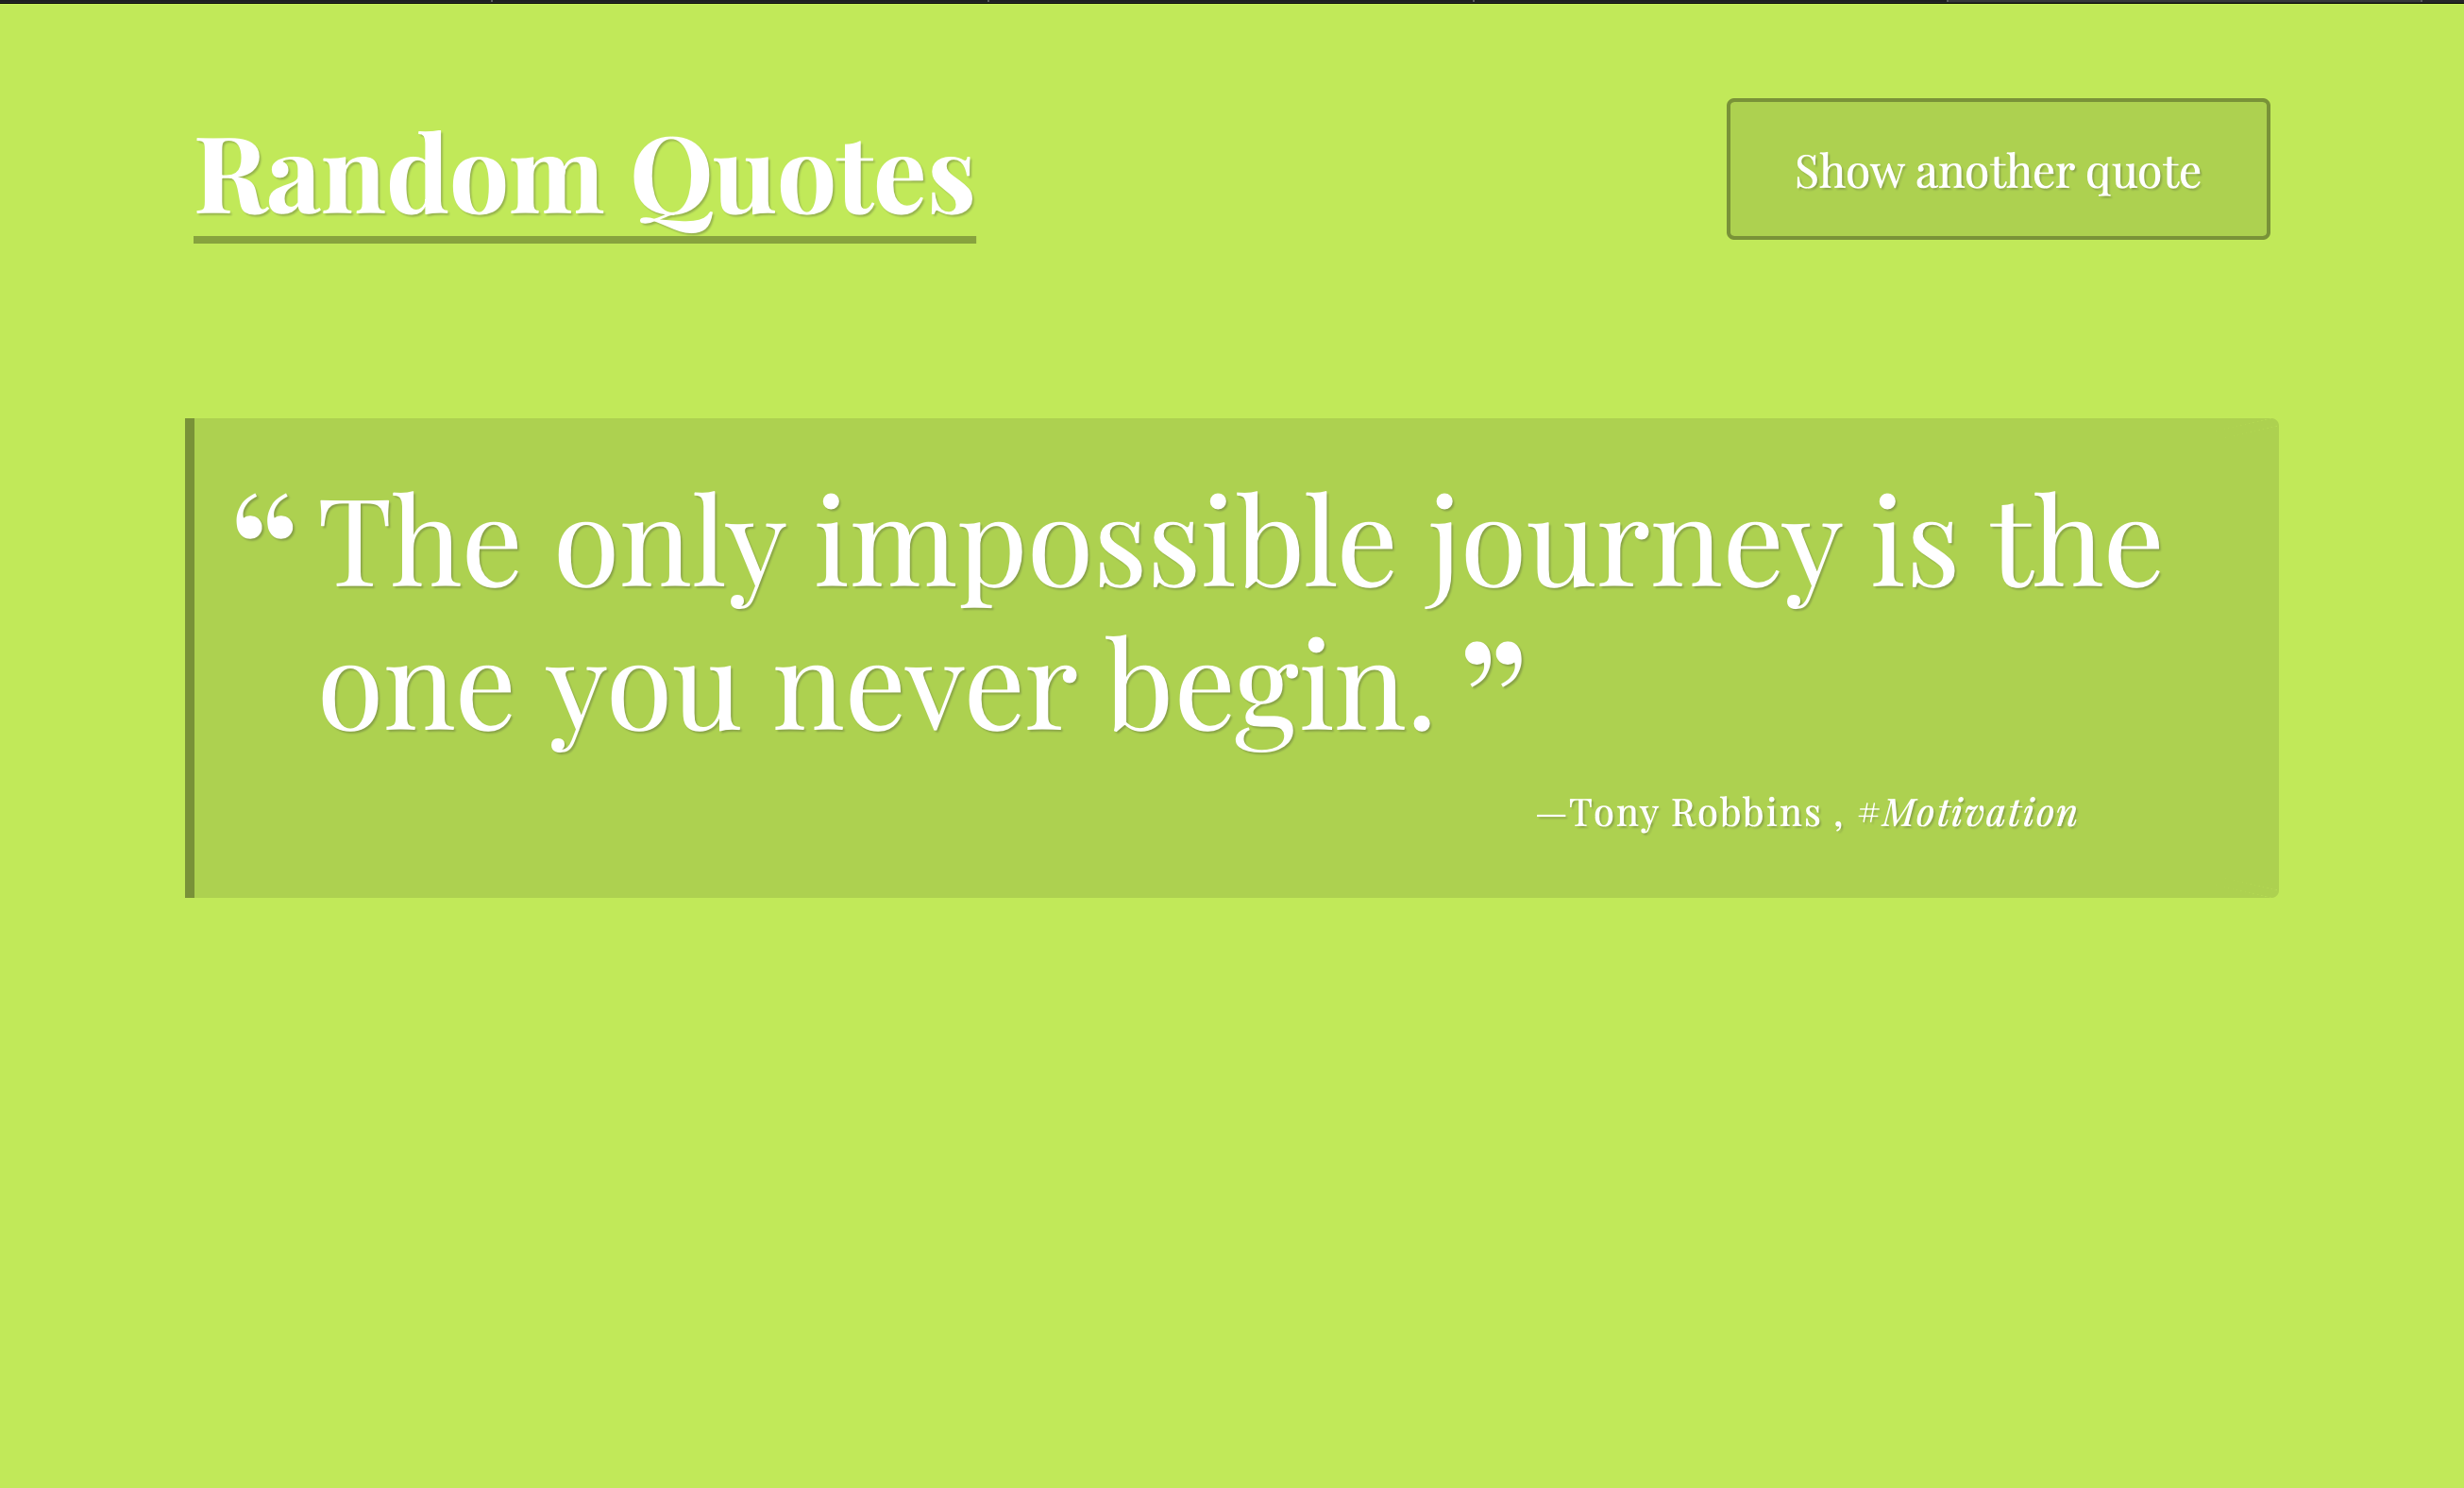 Random Quotes
Show another quote
“ The only impossible journey is the
one you never begin. ”
—Tony Robbins , #Motivation